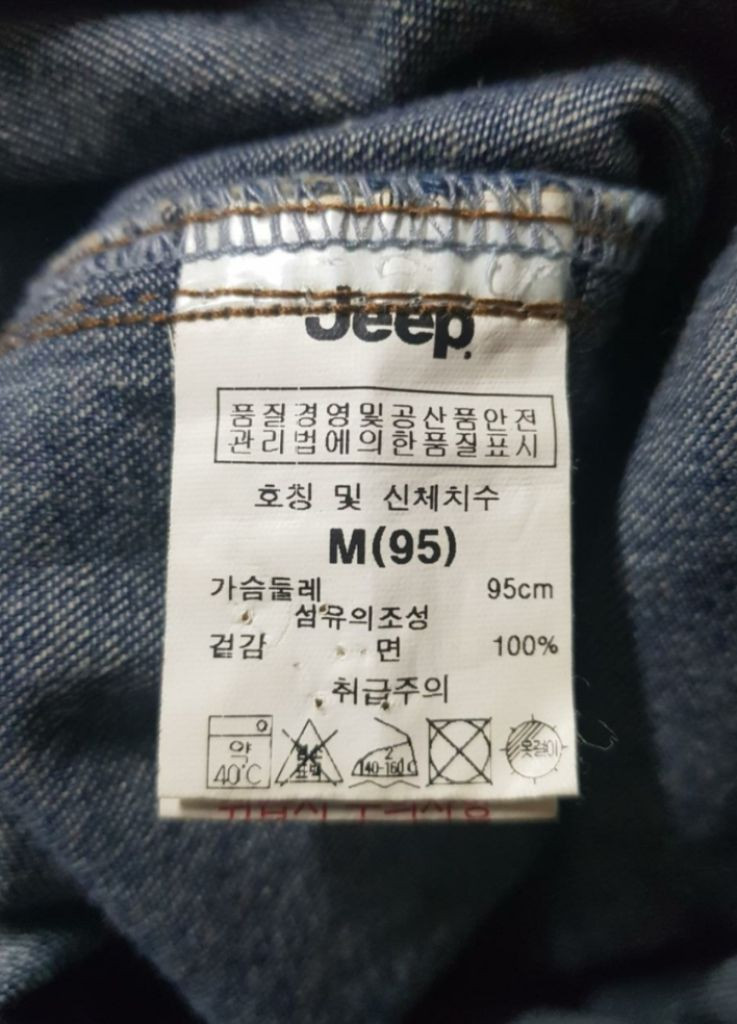 Jeep
품질경영및공산품안전
관리법에의한품질표시
호칭 및 신체치수
M(95)
가슴둘레 95cm
섬유의조성
겉감 면 100%
취급주의
약 40°C 2 140-160°C 옷걸이